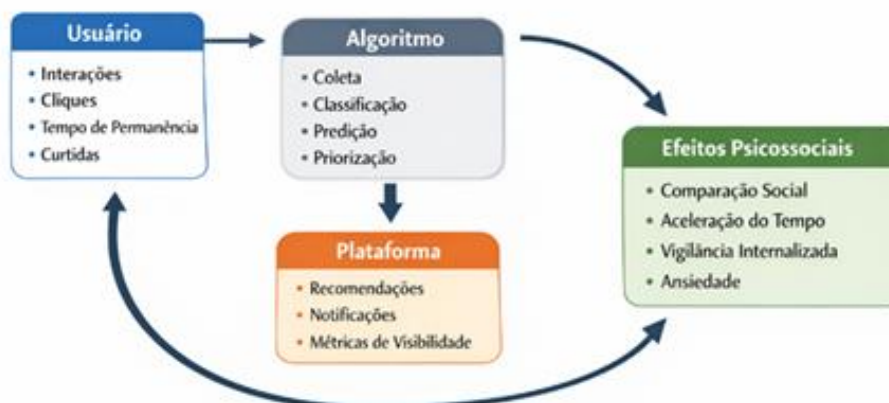 Usuário
• Interações
• Cliques
• Tempo de Permanência
• Curtidas
Algoritmo
• Coleta
• Classificação
• Predição
• Priorização
Plataforma
• Recomendações
• Notificações
• Métricas de Visibilidade
Efeitos Psicossociais
• Comparação Social
• Aceleração do Tempo
• Vigilância Internalizada
• Ansiedade